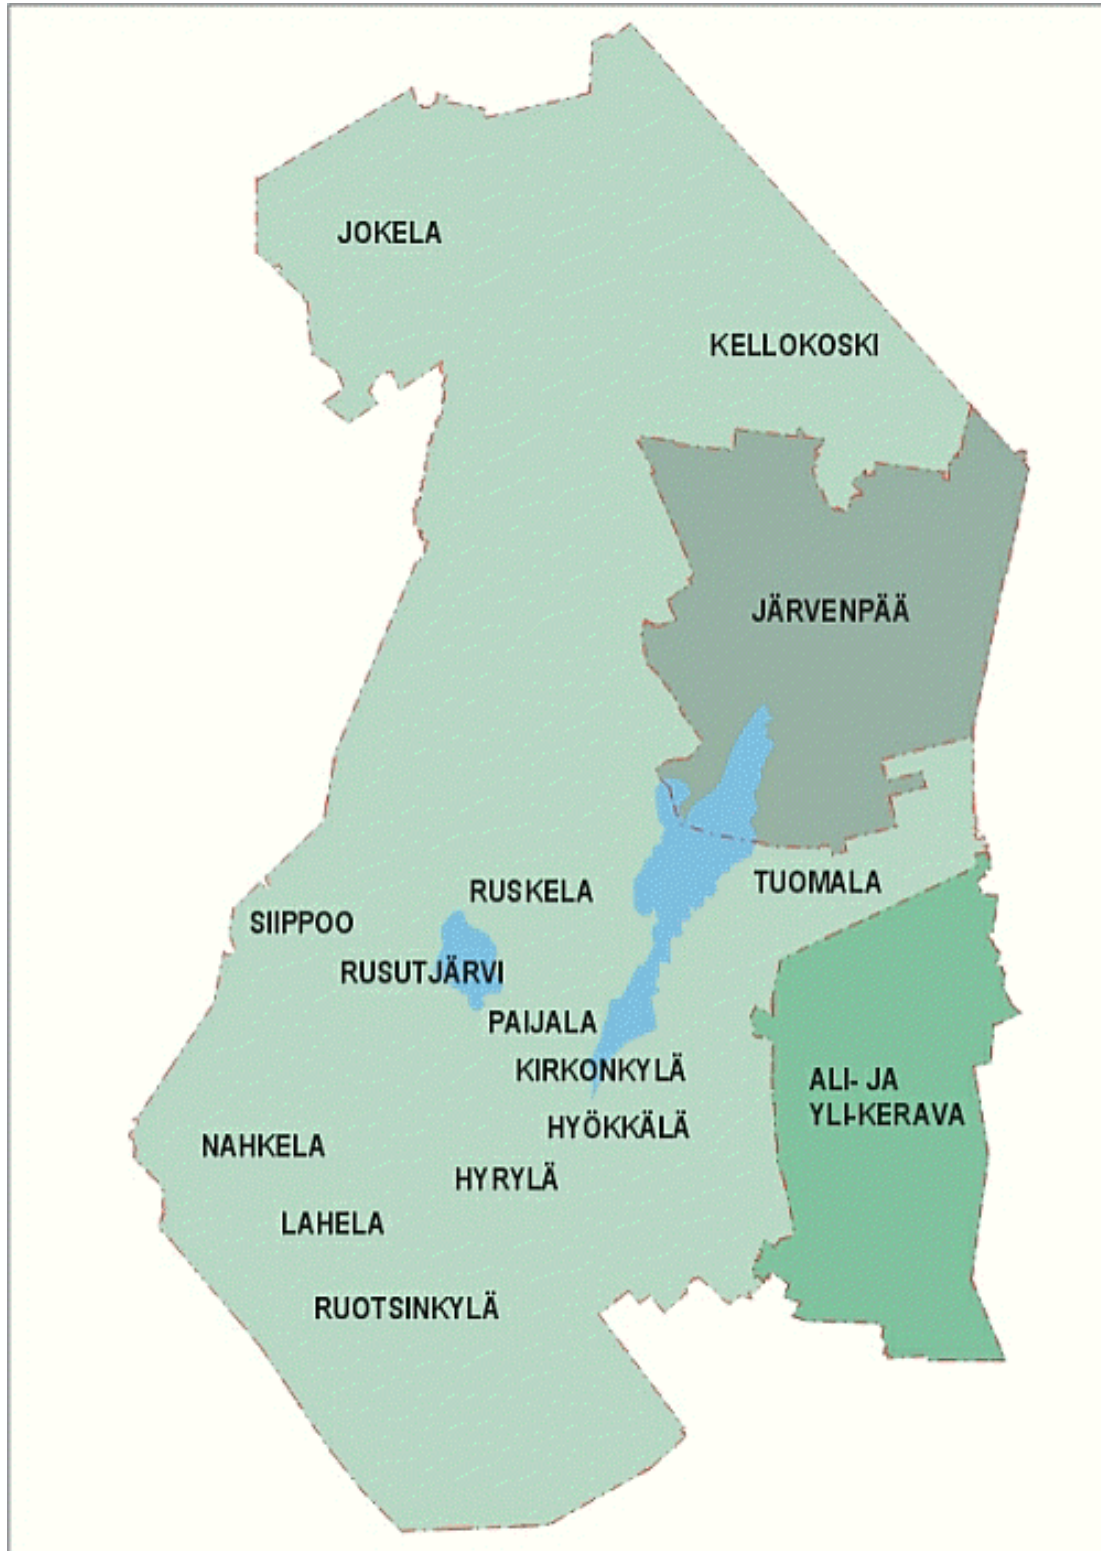 JOKELA
KELLOKOSKI
JÄRVENPÄÄ
TUOMALA
RUSKELA
SIIPPOO
RUSUTJÄRVI
PAIJALA
KIRKONKYLÄ
ALI- JA
YLI-KERAVA
HYÖKKÄLÄ
NAHKELA
HYRYLÄ
LAHELA
RUOTSINKYLÄ